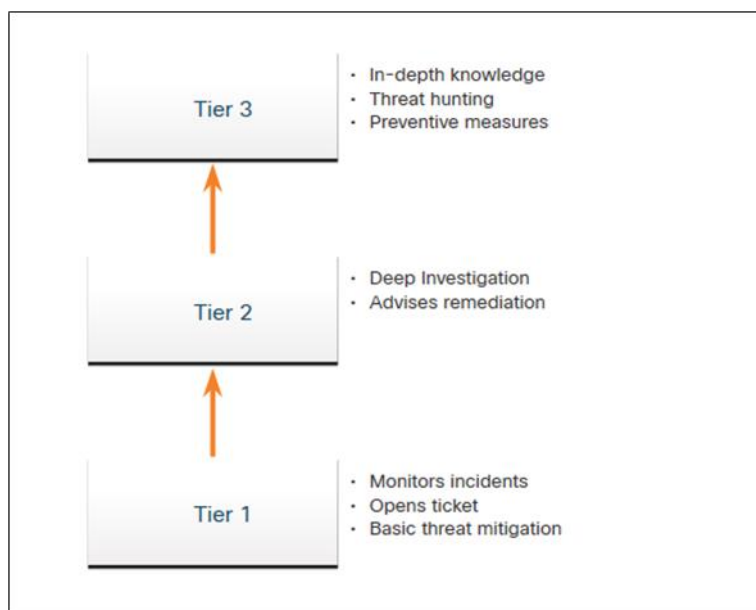 Tier 3
· In-depth knowledge
· Threat hunting
· Preventive measures
Tier 2
· Deep Investigation
· Advises remediation
Tier 1
· Monitors incidents
· Opens ticket
· Basic threat mitigation